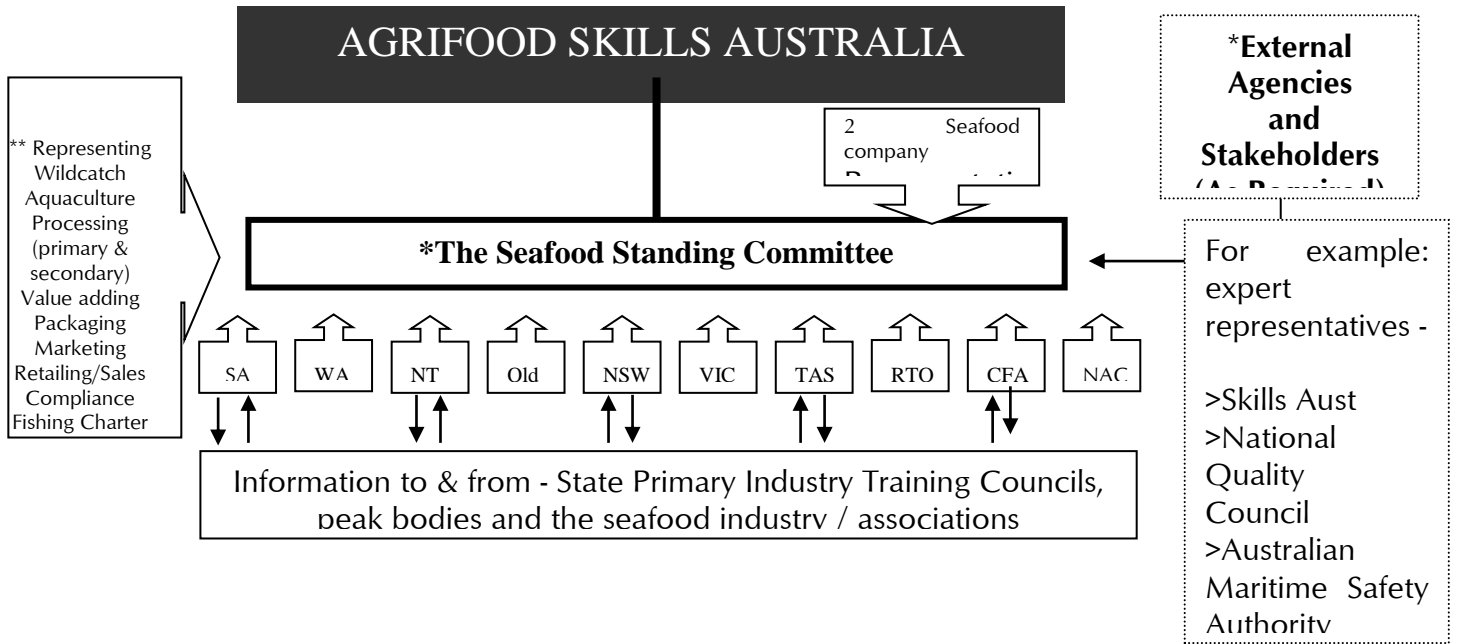 AGRIFOOD SKILLS AUSTRALIA
*External
Agencies
and
Stakeholders
(As Required)
** Representing
Wildcatch
Aquaculture
Processing
(primary &
secondary)
Value adding
Packaging
Marketing
Retailing/Sales
Compliance
Fishing Charter
2 Seafood
company
*The Seafood Standing Committee
For example:
expert
representatives -
>Skills Aust
>National
Quality
Council
>Australian
Maritime Safety
Authority
SA
WA
NT
Qld
NSW
VIC
TAS
RTO
CFA
NAC
Information to & from - State Primary Industry Training Councils,
peak bodies and the seafood industry / associations